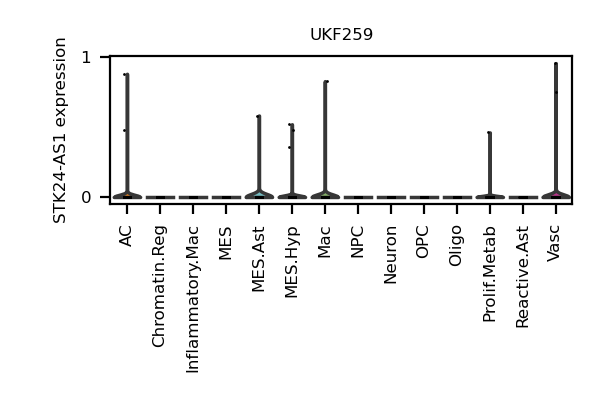 UKF259
STK24-AS1 expression
1
0
AC
Chromatin.Reg
Inflammatory.Mac
MES
MES.Ast
MES.Hyp
Mac
NPC
Neuron
OPC
Oligo
Prolif.Metab
Reactive.Ast
Vasc